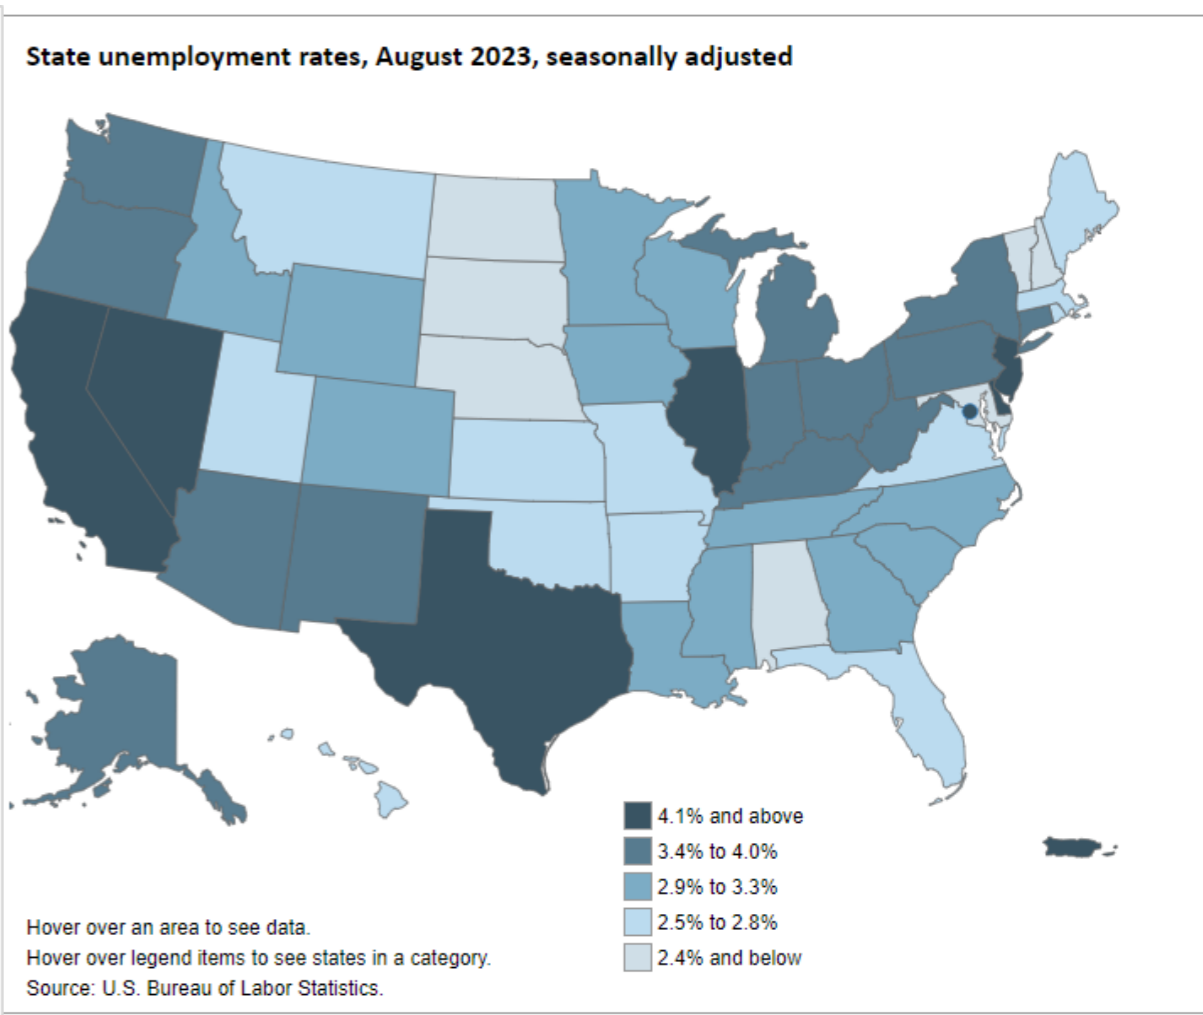 State unemployment rates, August 2023, seasonally adjusted
4.1% and above
3.4% to 4.0%
2.9% to 3.3%
2.5% to 2.8%
2.4% and below
Hover over an area to see data.
Hover over legend items to see states in a category.
Source: U.S. Bureau of Labor Statistics.